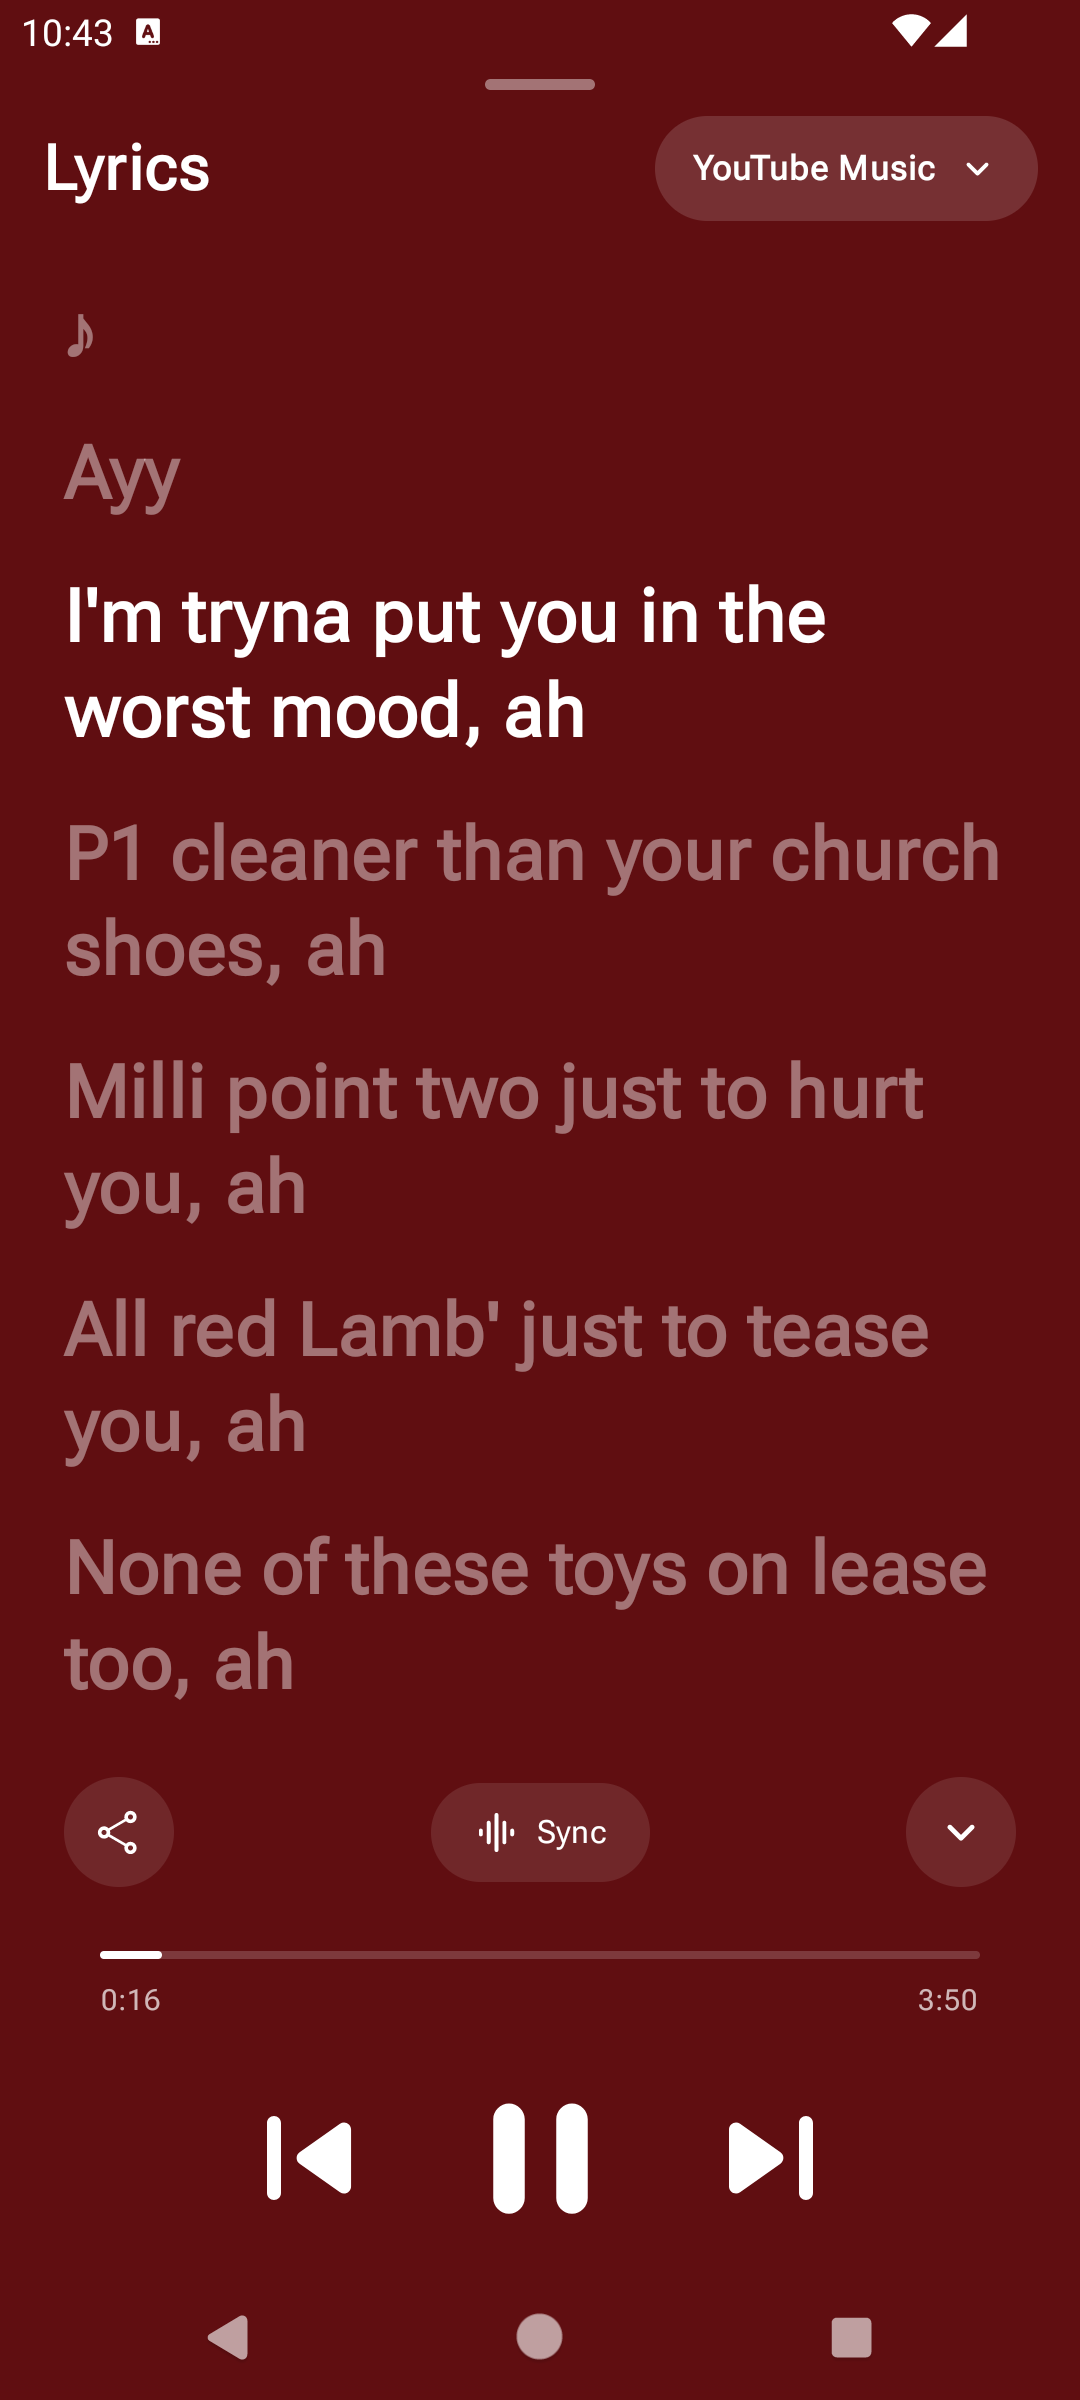 10:43
Lyrics
YouTube Music
♪
Ayy
I'm tryna put you in the
worst mood, ah
P1 cleaner than your church
shoes, ah
Milli point two just to hurt
you, ah
All red Lamb' just to tease
you, ah
None of these toys on lease
too, ah
Sync
0:16
3:50